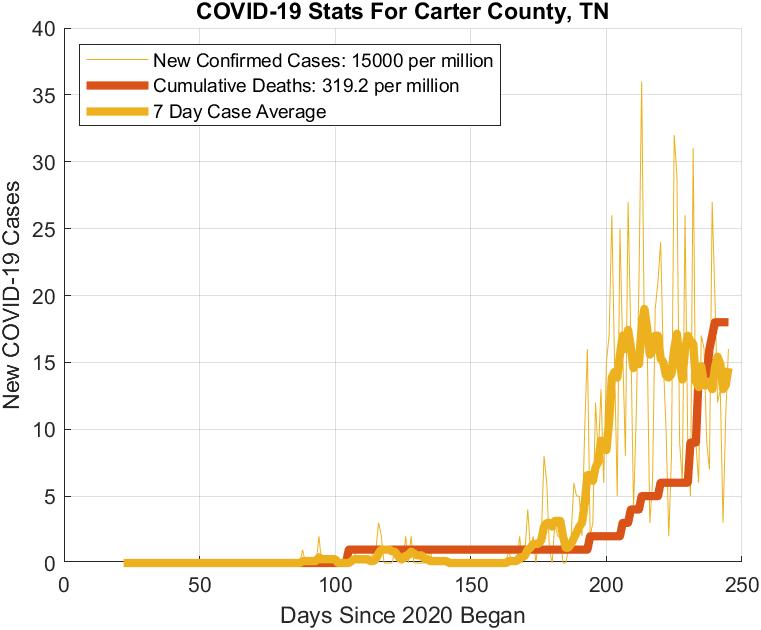 COVID-19 Stats For Carter County, TN
40
35
30
25
20
15
10
5
0
New COVID-19 Cases
New Confirmed Cases: 15000 per million
Cumulative Deaths: 319.2 per million
7 Day Case Average
0 50 100 150 200 250
Days Since 2020 Began